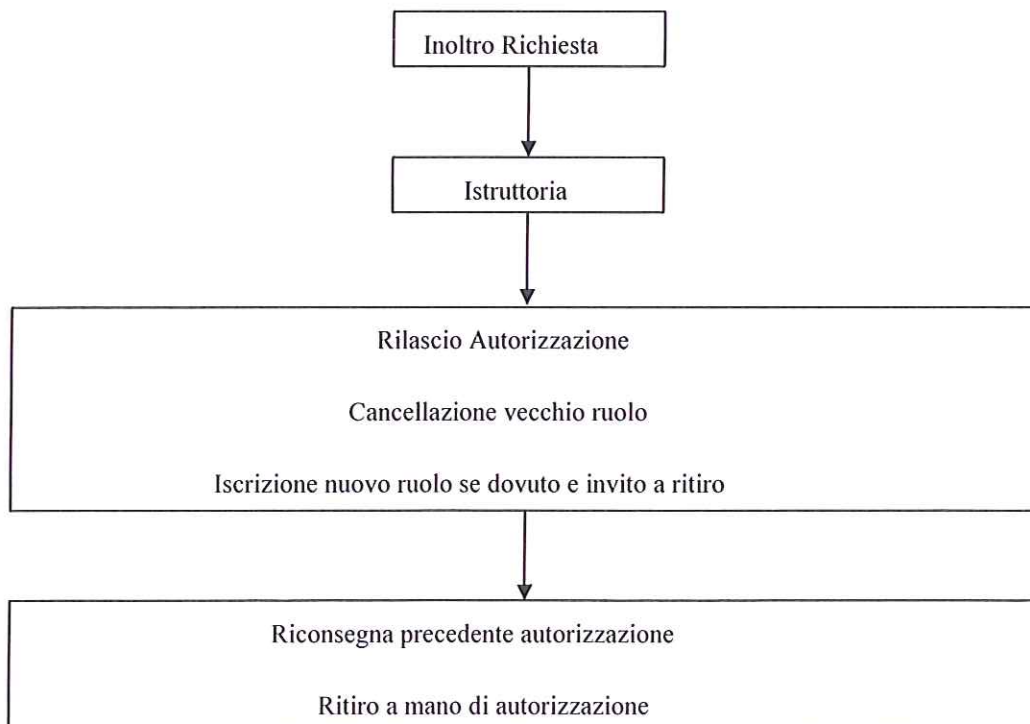 Inoltro Richiesta
Istruttoria
Rilascio Autorizzazione
Cancellazione vecchio ruolo
Iscrizione nuovo ruolo se dovuto e invito a ritiro
Riconsegna precedente autorizzazione
Ritiro a mano di autorizzazione